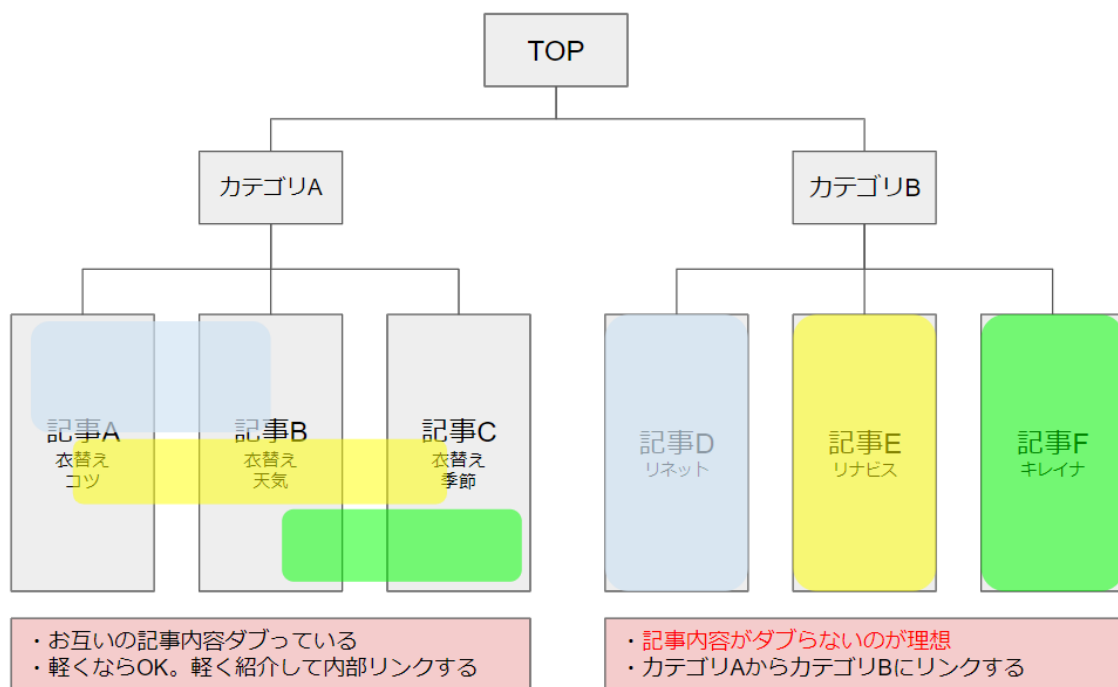 TOP
カテゴリA
カテゴリB
記事A
衣替え
コツ
記事B
衣替え
天気
記事C
衣替え
季節
記事D
リネット
記事E
リナビス
記事F
キレイナ
・お互いの記事内容ダブっている
・軽くならOK。軽く紹介して内部リンクする
・記事内容がダブらないのが理想
・カテゴリAからカテゴリBにリンクする